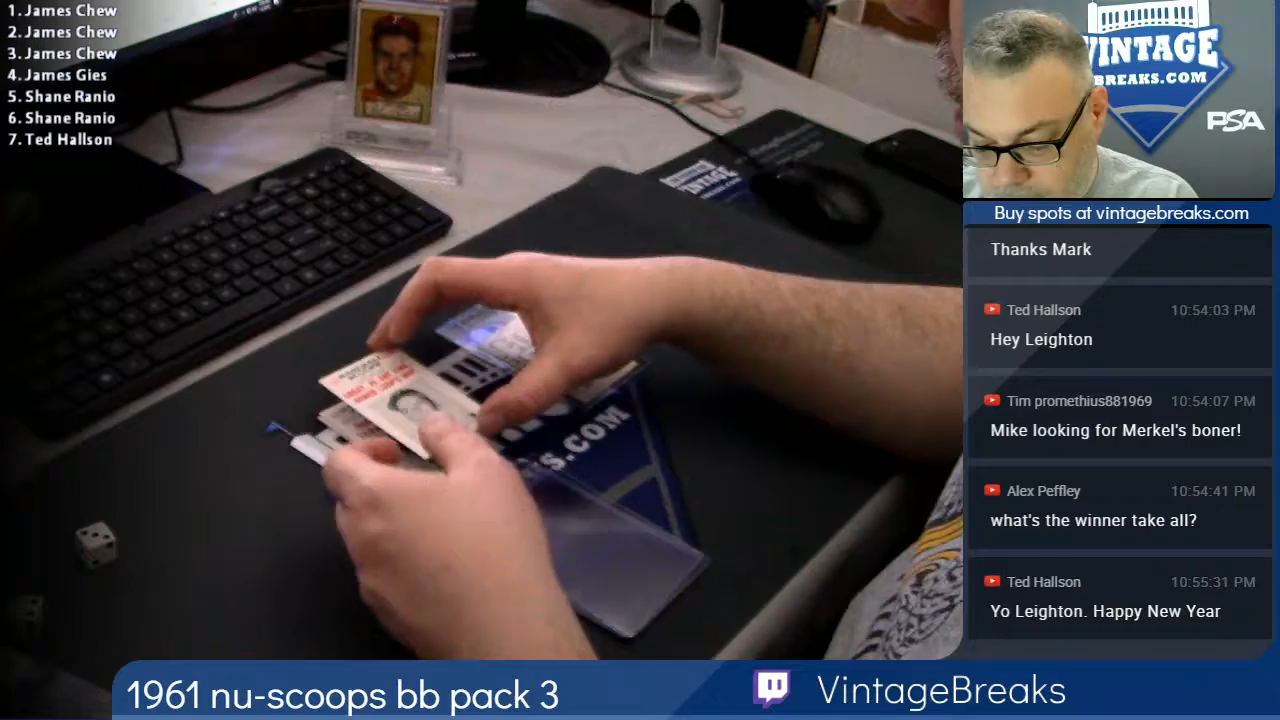 1. James Chew
2. James Chew
3. James Chew
4. James Gies
5. Shane Ranio
6. Shane Ranio
7. Ted Hallson
VINTAGE
BREAKS.COM
PSA
Buy spots at vintagebreaks.com
Thanks Mark
Ted Hallson 10:54:03 PM
Hey Leighton
Tim promethius881969 10:54:07 PM
Mike looking for Merkel's boner!
Alex Peffley 10:54:41 PM
what's the winner take all?
Ted Hallson 10:55:31 PM
Yo Leighton. Happy New Year
VINTAGE
S.COM
1961 nu-scoops bb pack 3
VintageBreaks